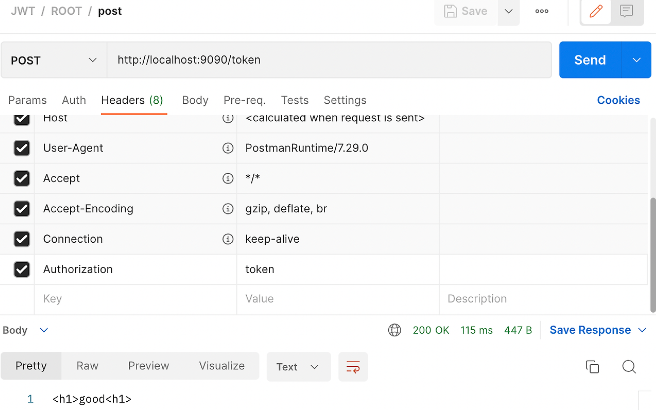 JWT / ROOT / post
Save
POST
http://localhost:9090/token
Send
Params Auth Headers (8) Body Pre-req. Tests Settings
Cookies
Host <calculated when request is sent>
User-Agent PostmanRuntime/7.29.0
Accept */*
Accept-Encoding gzip, deflate, br
Connection keep-alive
Authorization token
Key Value Description
Body 200 OK 115 ms 447 B Save Response
Pretty Raw Preview Visualize Text
1 <h1>good<h1>